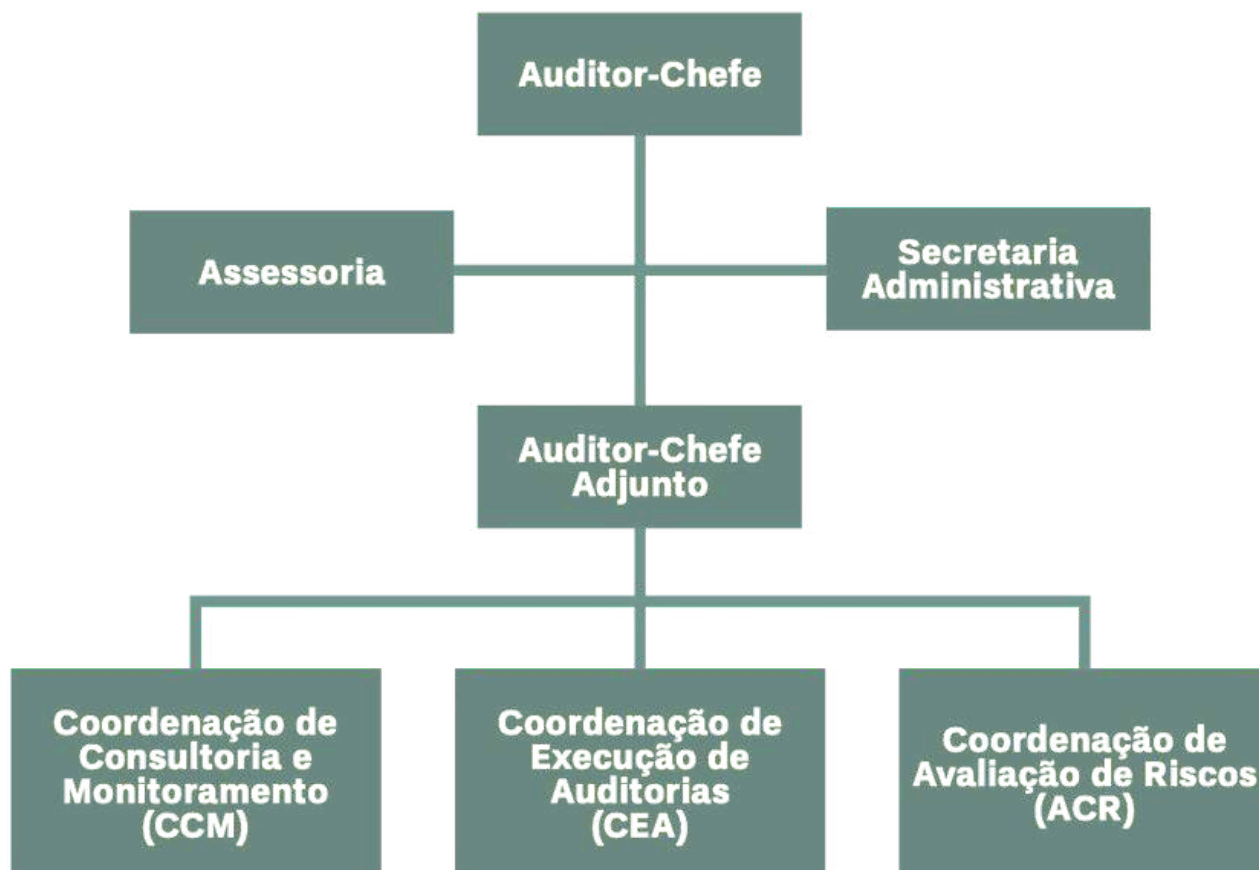 Auditor-Chefe
Assessoria
Secretaria
Administrativa
Auditor-Chefe
Adjunto
Coordenação de
Consultoria e
Monitoramento
(CCM)
Coordenação de
Execução de
Auditorias
(CEA)
Coordenação de
Avaliação de Riscos
(ACR)